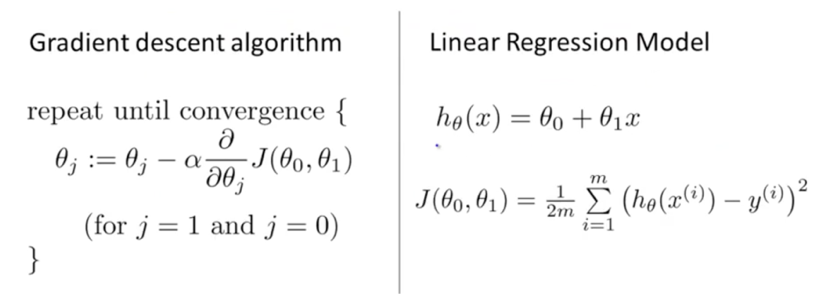 Gradient descent algorithm
repeat until convergence {
θ_j := θ_j − α ∂/∂θ_j J(θ_0, θ_1)
(for j = 1 and j = 0)
}
Linear Regression Model
h_θ(x) = θ_0 + θ_1x
J(θ_0, θ_1) = 1/2m ∑_{i=1}^{m} (h_θ(x^{(i)}) − y^{(i)})^2